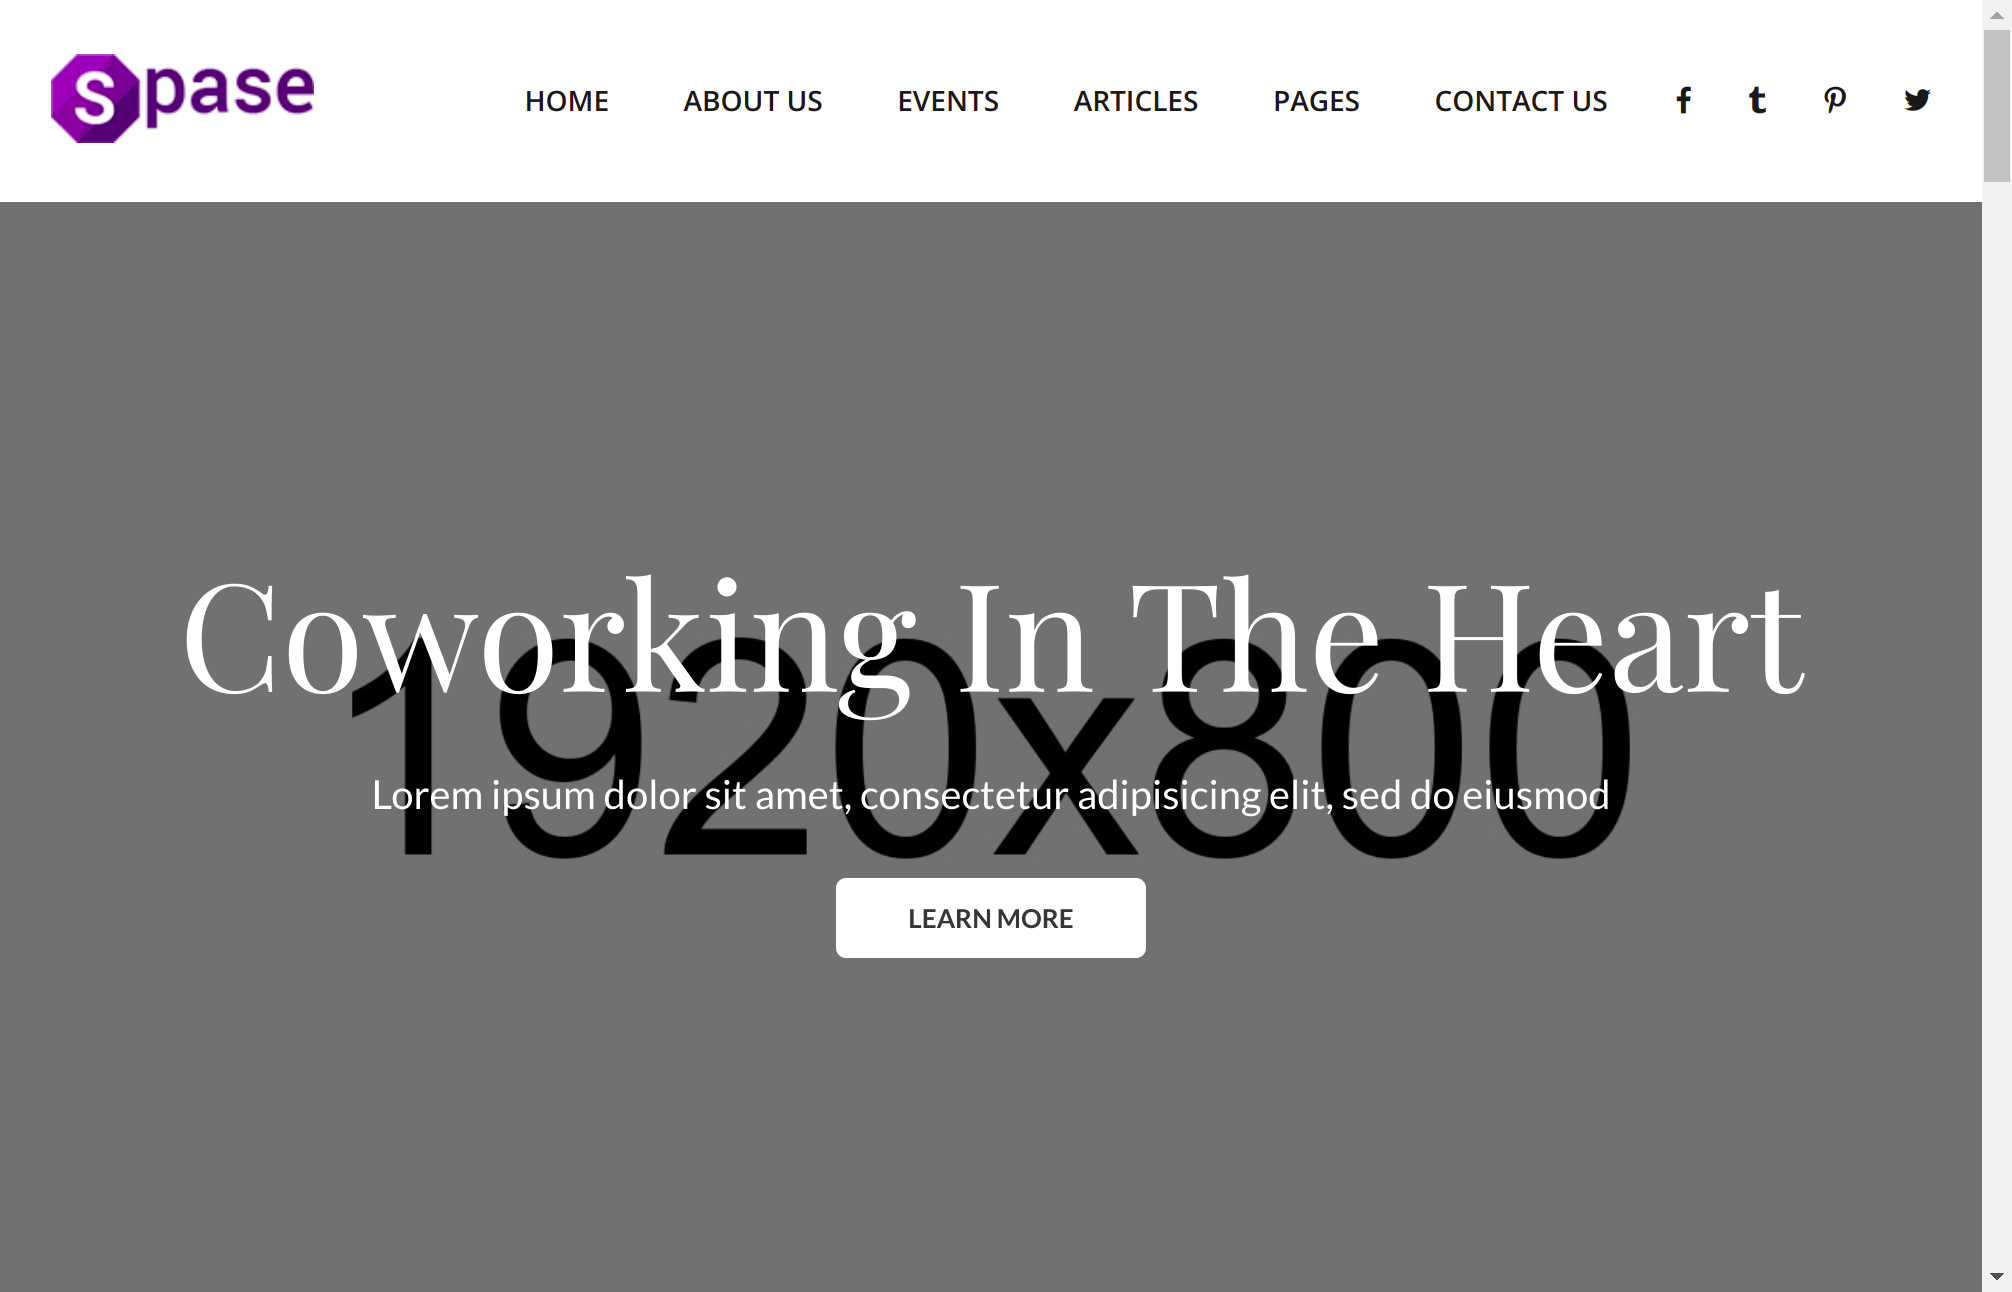 Spase
HOME ABOUT US EVENTS ARTICLES PAGES CONTACT US
Coworking In The Heart
1920x800
Lorem ipsum dolor sit amet, consectetur adipisicing elit, sed do eiusmod
LEARN MORE